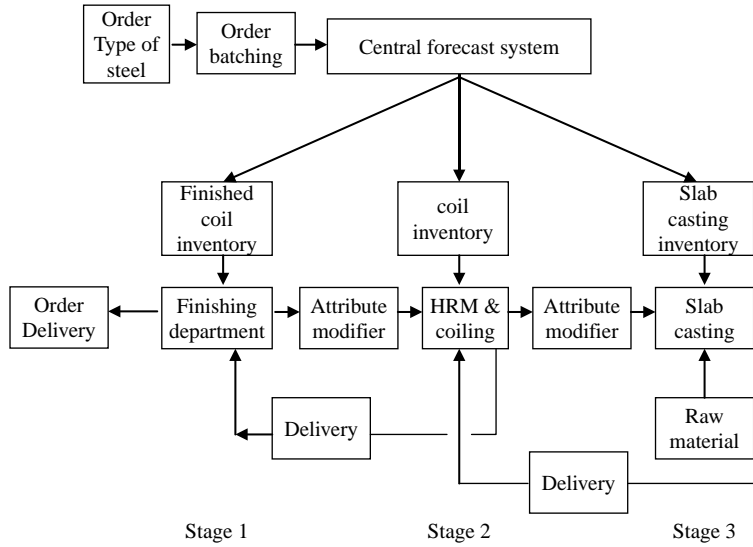 Order
Type of
steel
Order
batching
Central forecast system
Finished
coil
inventory
coil
inventory
Slab
casting
inventory
Order
Delivery
Finishing
department
Attribute
modifier
HRM &
coiling
Attribute
modifier
Slab
casting
Delivery
Raw
material
Delivery
Stage 1
Stage 2
Stage 3